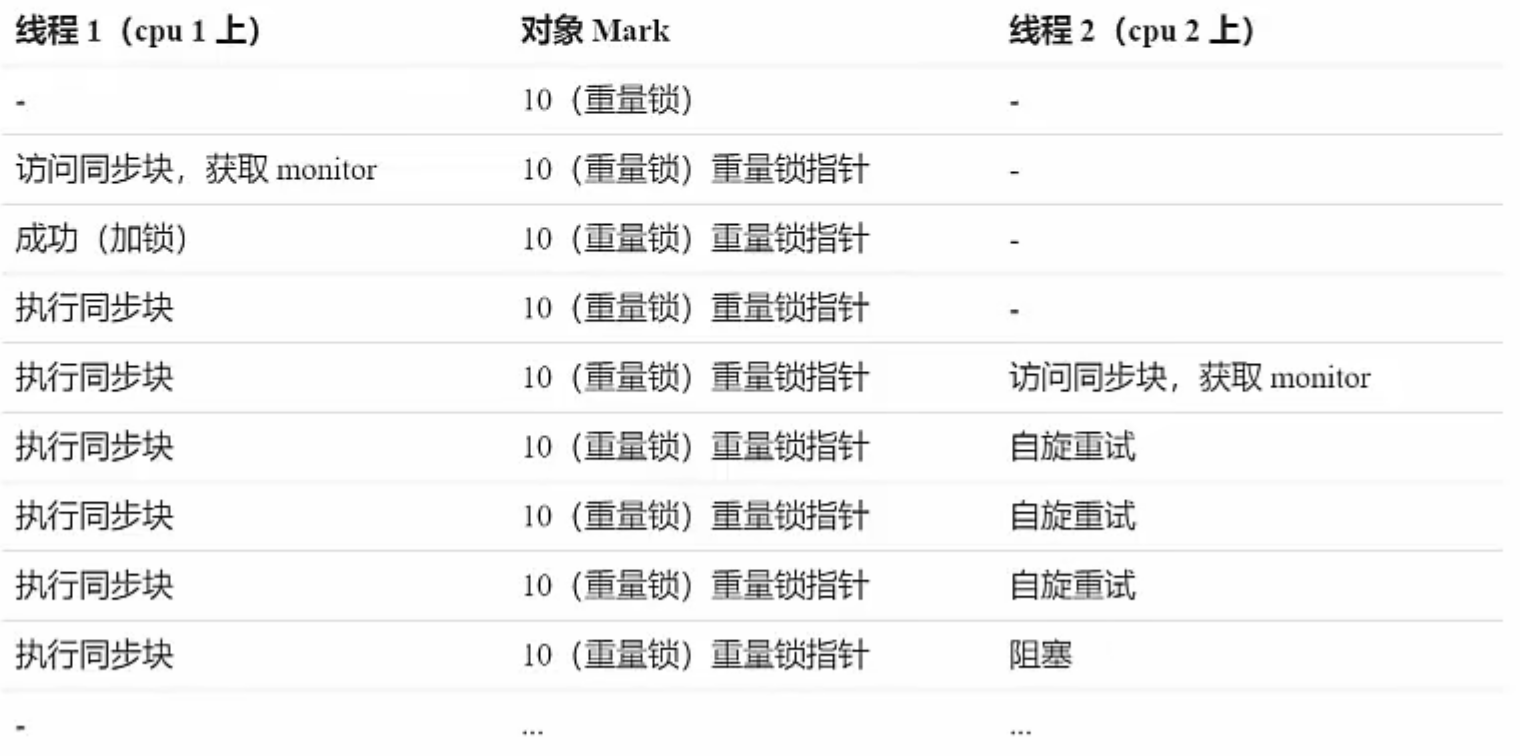 线程 1（cpu 1 上） 对象 Mark 线程 2（cpu 2 上）
- 10（重量锁） -
访问同步块，获取 monitor 10（重量锁）重量锁指针 -
成功（加锁） 10（重量锁）重量锁指针 -
执行同步块 10（重量锁）重量锁指针 -
执行同步块 10（重量锁）重量锁指针 访问同步块，获取 monitor
执行同步块 10（重量锁）重量锁指针 自旋重试
执行同步块 10（重量锁）重量锁指针 自旋重试
执行同步块 10（重量锁）重量锁指针 自旋重试
执行同步块 10（重量锁）重量锁指针 阻塞
- ... ...